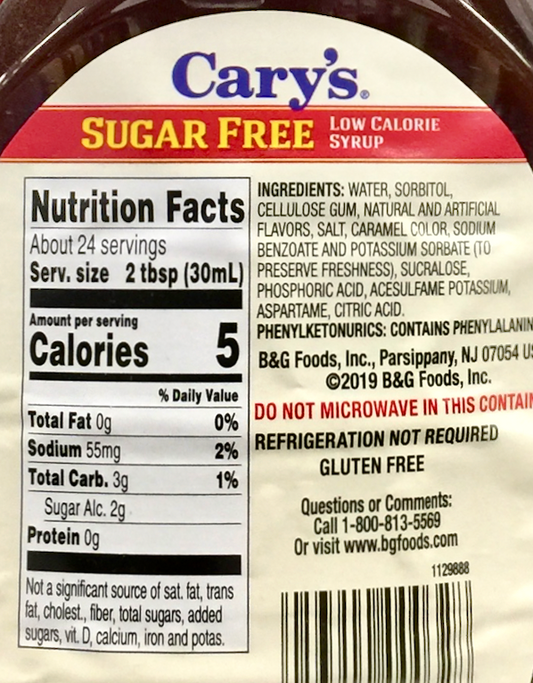 Cary's®
SUGAR FREE
LOW CALORIE
SYRUP
Nutrition Facts
About 24 servings
Serv. size 2 tbsp (30mL)
Amount per serving
Calories 5
% Daily Value
Total Fat 0g 0%
Sodium 55mg 2%
Total Carb. 3g 1%
Sugar Alc. 2g
Protein 0g
Not a significant source of sat. fat, trans
fat, cholest., fiber, total sugars, added
sugars, vit. D, calcium, iron and potas.
INGREDIENTS: WATER, SORBITOL,
CELLULOSE GUM, NATURAL AND ARTIFICIAL
FLAVORS, SALT, CARAMEL COLOR, SODIUM
BENZOATE AND POTASSIUM SORBATE (TO
PRESERVE FRESHNESS), SUCRALOSE,
PHOSPHORIC ACID, ACESULFAME POTASSIUM,
ASPARTAME, CITRIC ACID.
PHENYLKETONURICS: CONTAINS PHENYLALANIN
B&G Foods, Inc., Parsippany, NJ 07054 US
©2019 B&G Foods, Inc.
DO NOT MICROWAVE IN THIS CONTAIN
REFRIGERATION NOT REQUIRED
GLUTEN FREE
Questions or Comments:
Call 1-800-813-5569
Or visit www.bgfoods.com
1129888